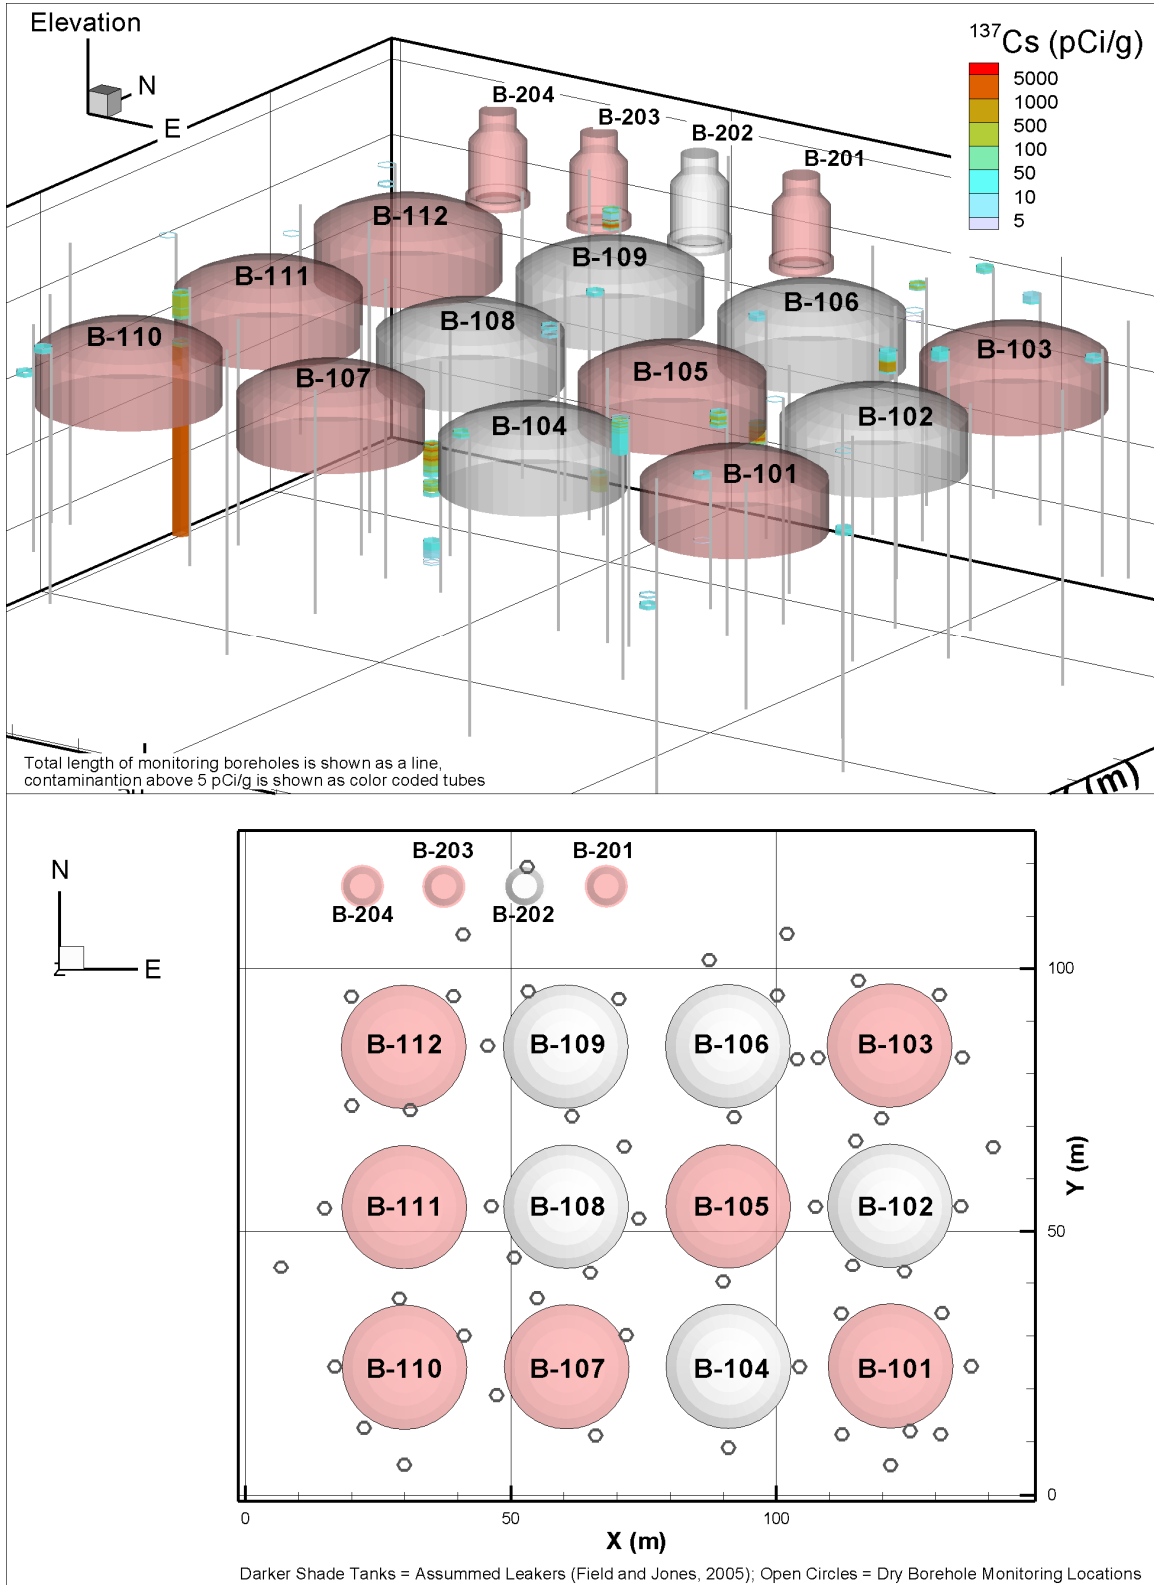 Elevation
N
E
¹³⁷Cs (pCi/g)
5000
1000
500
100
50
10
5
B-204
B-203
B-202
B-201
B-112
B-109
B-111
B-106
B-108
B-110
B-103
B-105
B-107
B-102
B-104
B-101
Total length of monitoring boreholes is shown as a line,
contaminantion above 5 pCi/g is shown as color coded tubes
(m)
N
E
B-203
B-201
B-204
B-202
100
B-112
B-109
B-106
B-103
Y (m)
B-111
B-108
B-105
B-102
50
B-110
B-107
B-104
B-101
0
0
50
100
X (m)
Darker Shade Tanks = Assummed Leakers (Field and Jones, 2005); Open Circles = Dry Borehole Monitoring Locations